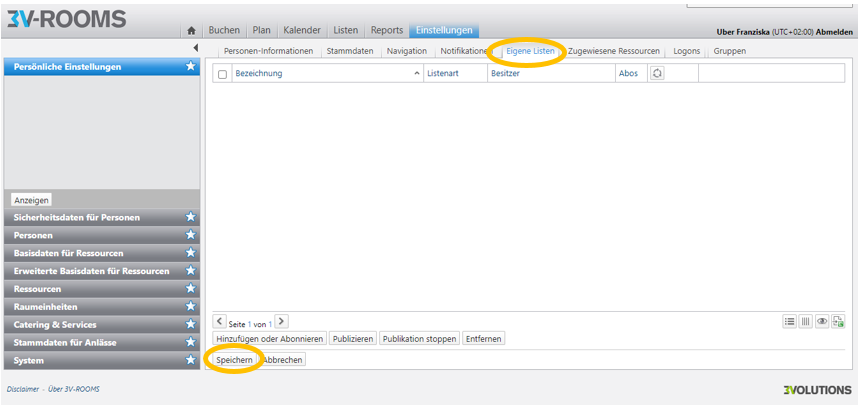 3V-ROOMS
Buchen Plan Kalender Listen Reports Einstellungen
Uber Franziska (UTC+02:00) Abmelden
Personen-Informationen Stammdaten Navigation Notifikationen Eigene Listen Zugewiesene Ressourcen Logons Gruppen
Persönliche Einstellungen
Bezeichnung Listenart Besitzer Abos
Anzeigen
Sicherheitsdaten für Personen
Personen
Basisdaten für Ressourcen
Erweiterte Basisdaten für Ressourcen
Ressourcen
Raumeinheiten
Catering & Services
Stammdaten für Anlässe
System
Seite 1 von 1
Hinzufügen oder Abonnieren Publizieren Publikation stoppen Entfernen
Speichern Abbrechen
Disclaimer - Über 3V-ROOMS
3VOLUTIONS